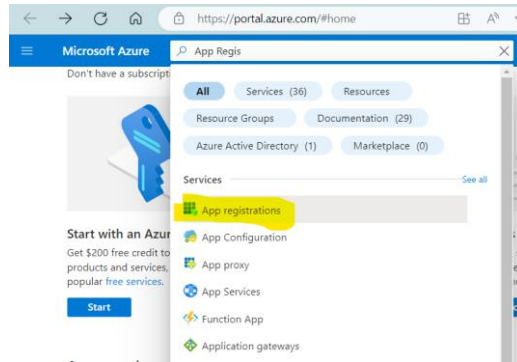 https://portal.azure.com/#home
Microsoft Azure
App Regis
Don't have a subscript
All
Services (36)
Resources
Resource Groups
Documentation (29)
Azure Active Directory (1)
Marketplace (0)
Services
See all
App registrations
App Configuration
App proxy
App Services
Function App
Application gateways
Start with an Azur
Get $200 free credit to
products and services,
popular free services.
Start